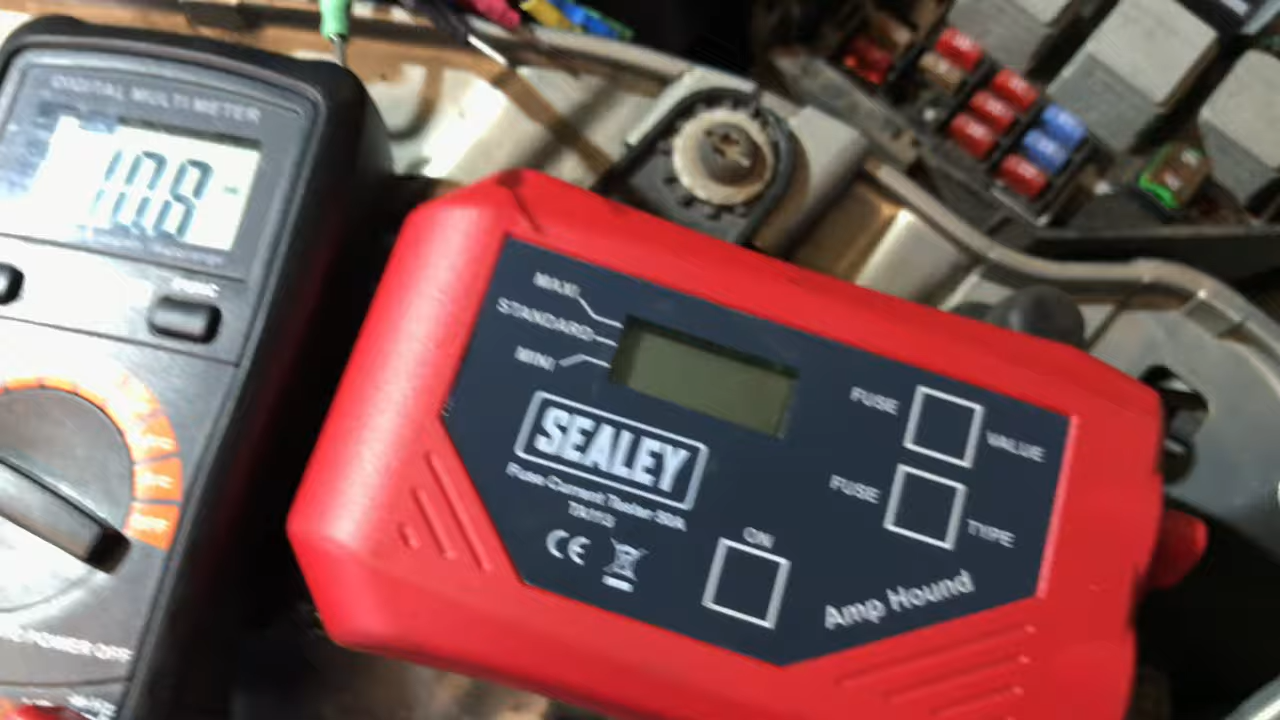 DIGITAL MULTIMETER
10.8
FUNC
MAXI
STANDARD
MINI
SEALEY
Fuse Current Tester 30A
TA113
CE
FUSE
VALUE
FUSE
TYPE
ON
Amp Hound
POWER OFF